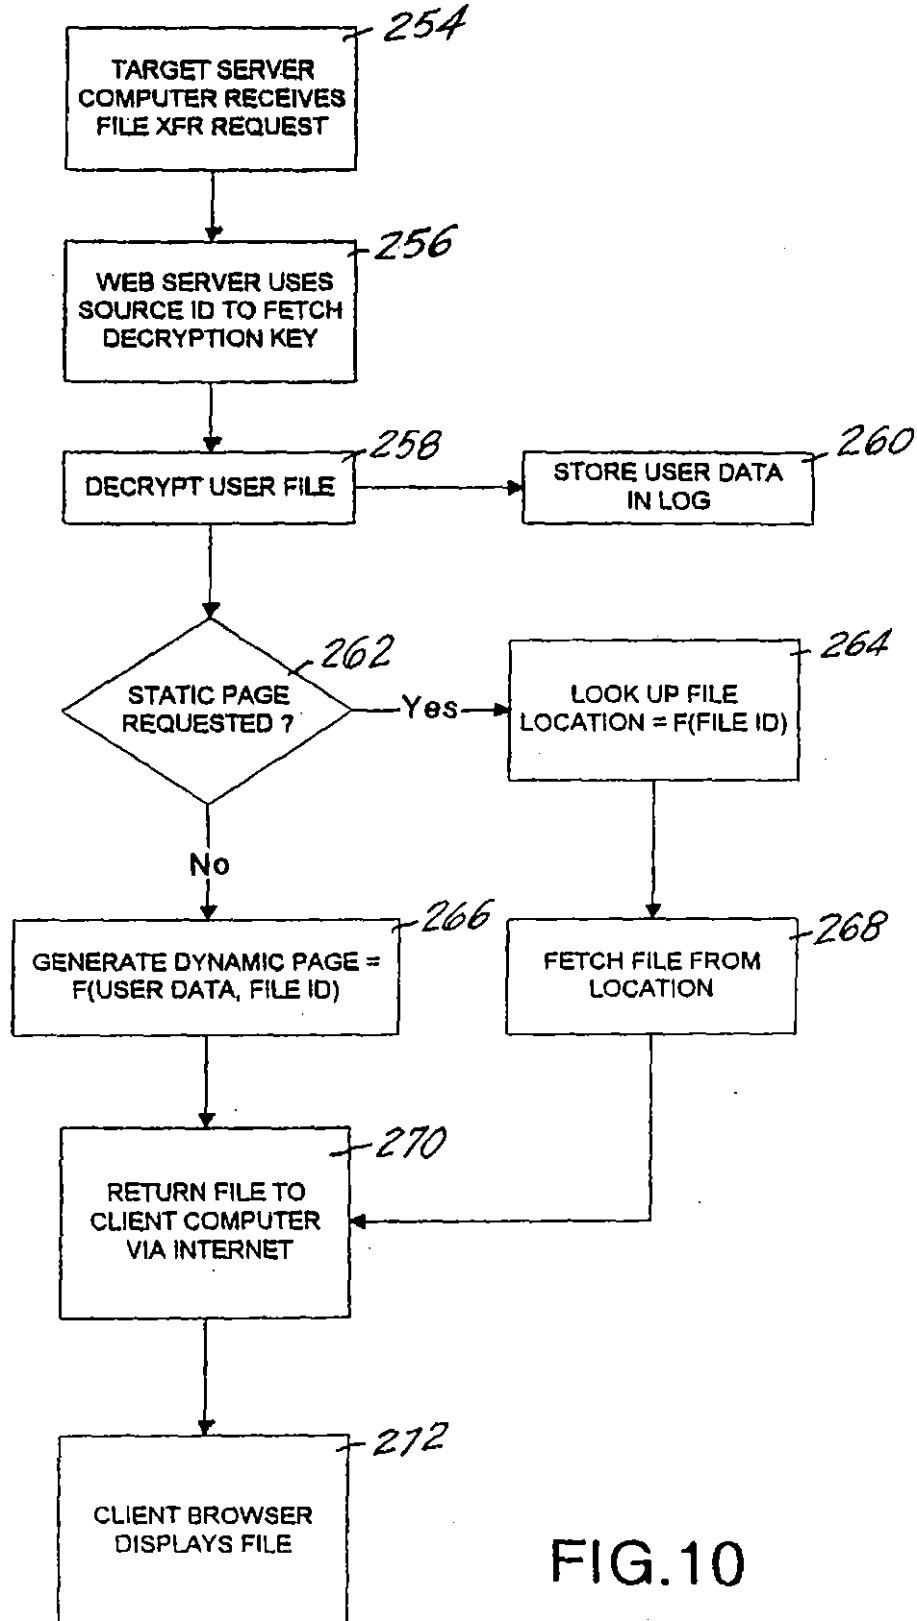 254
TARGET SERVER
COMPUTER RECEIVES
FILE XFR REQUEST
256
WEB SERVER USES
SOURCE ID TO FETCH
DECRYPTION KEY
258
DECRYPT USER FILE
260
STORE USER DATA
IN LOG
262
STATIC PAGE
REQUESTED ?
Yes
264
LOOK UP FILE
LOCATION = F(FILE ID)
No
266
GENERATE DYNAMIC PAGE =
F(USER DATA, FILE ID)
268
FETCH FILE FROM
LOCATION
270
RETURN FILE TO
CLIENT COMPUTER
VIA INTERNET
272
CLIENT BROWSER
DISPLAYS FILE
FIG.10